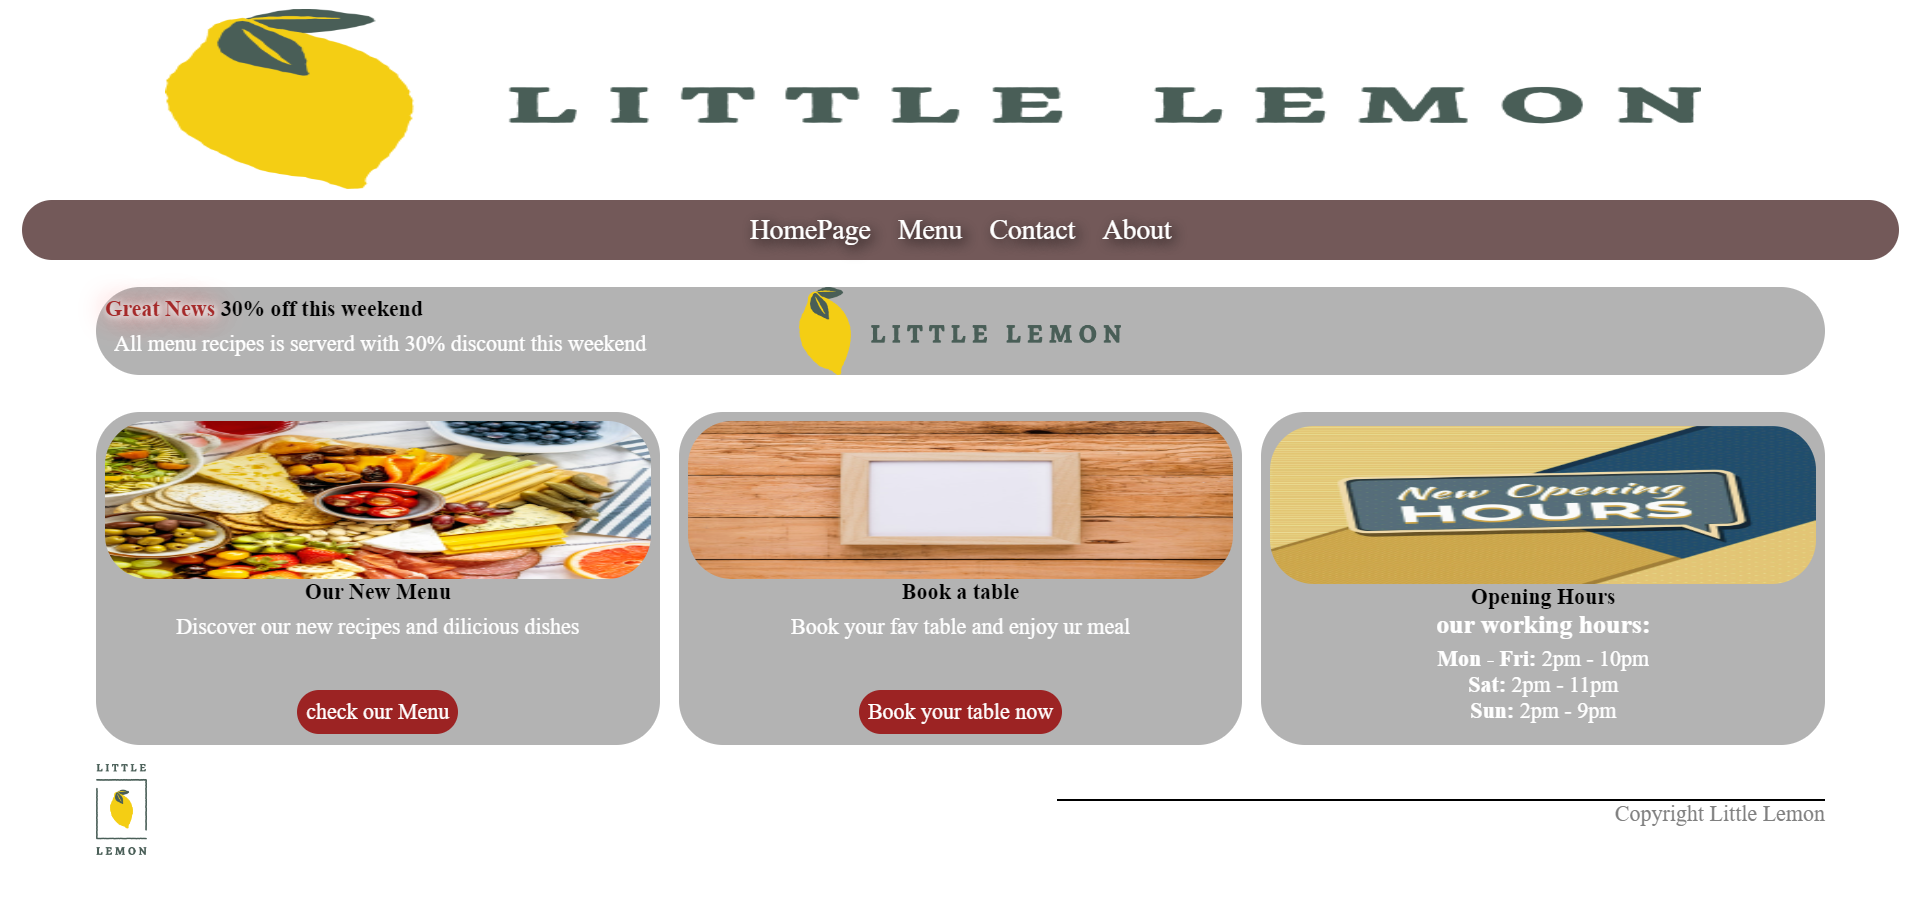 LITTLE LEMON
HomePage Menu Contact About
Great News 30% off this weekend
All menu recipes is serverd with 30% discount this weekend
LITTLE LEMON
Our New Menu
Discover our new recipes and dilicious dishes
check our Menu
Book a table
Book your fav table and enjoy ur meal
Book your table now
New Opening
HOURS
Opening Hours
our working hours:
Mon - Fri: 2pm - 10pm
Sat: 2pm - 11pm
Sun: 2pm - 9pm
LITTLE
LEMON
Copyright Little Lemon